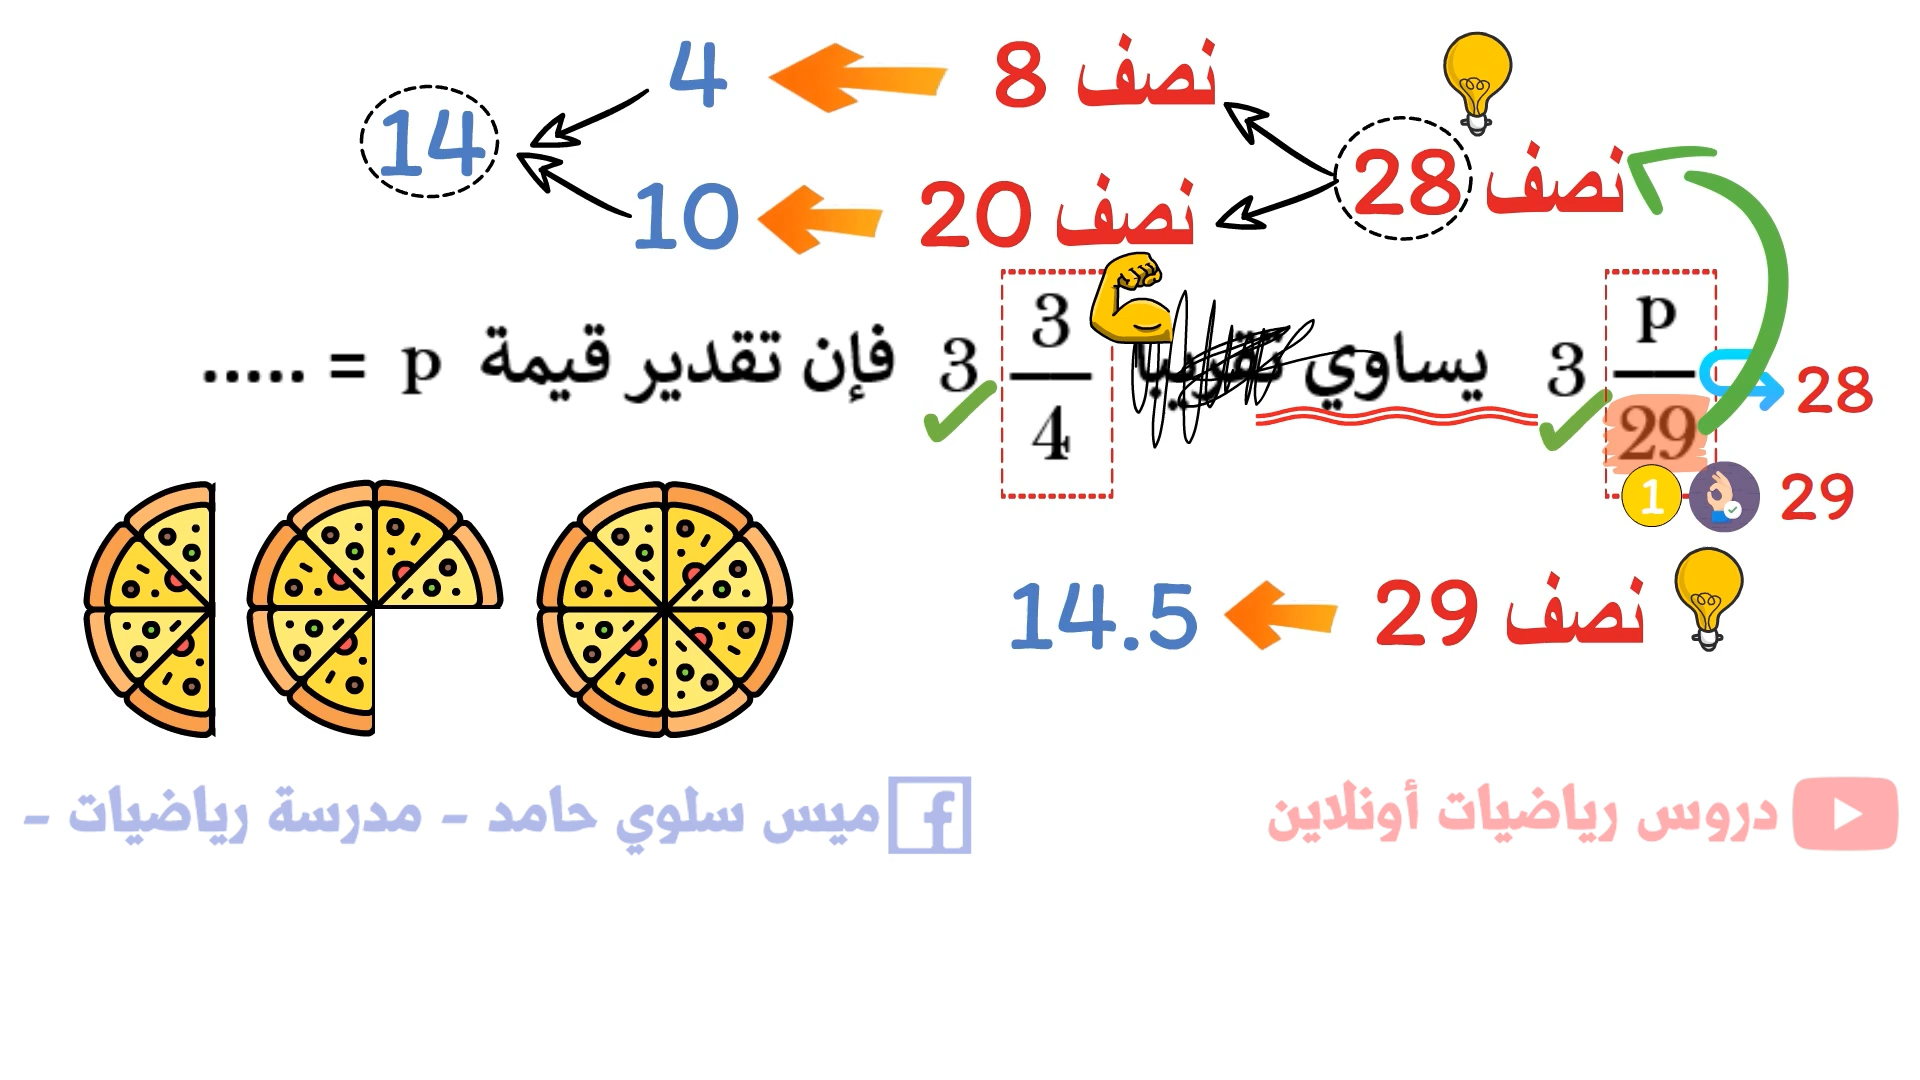 نصف 8 4
نصف 28 14
نصف 20 10
3 p/29 يساوي تقريبا 3 3/4 فإن تقدير قيمة p = .....
28
1 29
نصف 29 14.5
دروس رياضيات أونلاين
ميس سلوي حامد - مدرسة رياضيات -